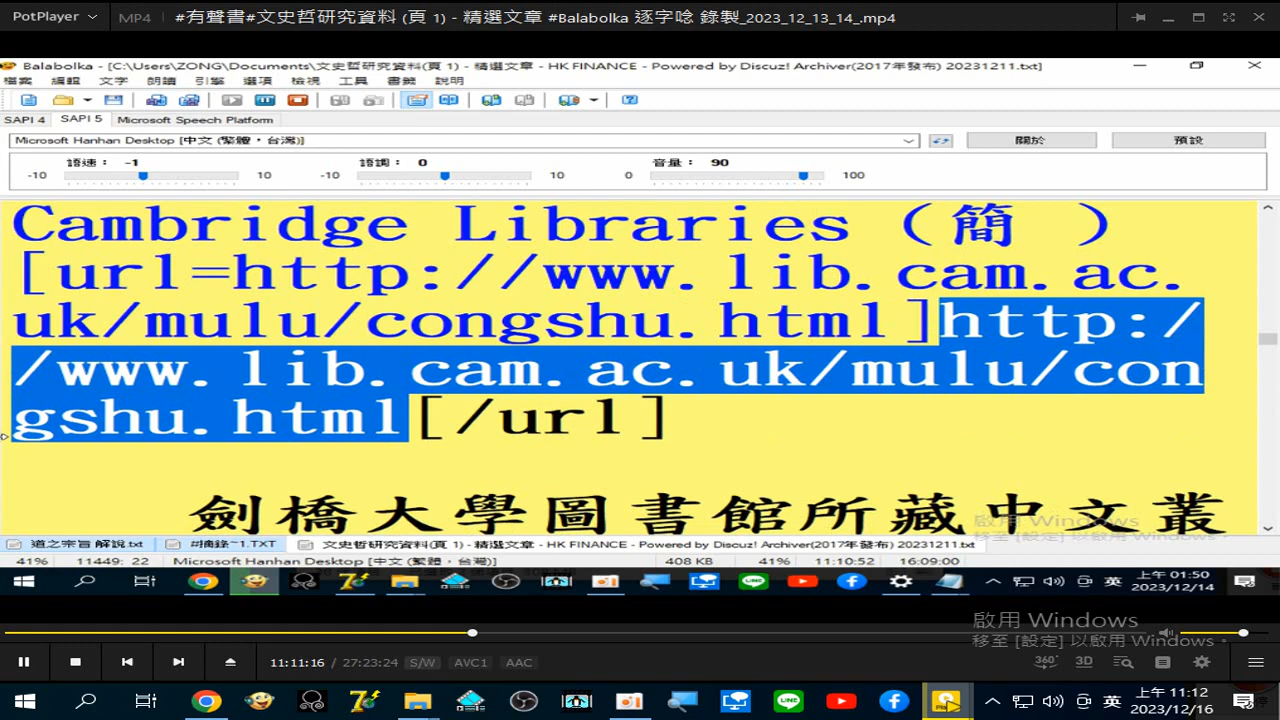 PotPlayer MP4 #有聲書#文史哲研究資料 (頁 1) - 精選文章 #Balabolka 逐字唸 錄製_2023_12_13_14_.mp4
Balabolka - [C:\Users\ZONG\Documents\文史哲研究資料(頁 1) - 精選文章 - HK FINANCE - Powered by Discuz! Archiver(2017年發布) 20231211.txt]
檔案 編輯 文字 朗讀 引擎 選項 檢視 工具 書籤 說明
SAPI 4 SAPI 5 Microsoft Speech Platform
Microsoft Hanhan Desktop [中文 (繁體，台灣)] 關於 預設
語速： -1 語調： 0 音量： 90
-10 10 -10 10 0 100
Cambridge Libraries （簡 ）
[url=http://www.lib.cam.ac.
uk/mulu/congshu.html]http:/
/www.lib.cam.ac.uk/mulu/con
gshu.html[/url]
劍橋大學圖書館所藏中文叢
啟用 Windows
移至 [設定] 以啟用 Windows。
道之宗旨 解說.txt #摘錄~1.TXT 文史哲研究資料(頁 1) - 精選文章 - HK FINANCE - Powered by Discuz! Archiver(2017年發布) 20231211.txt
41% 11449: 22 Microsoft Hanhan Desktop [中文 (繁體，台灣)] 408 KB 41% 11:10:52 16:09:00
英 上午 01:50
2023/12/14
啟用 Windows
移至 [設定] 以啟用 Windows。
11:11:16 / 27:23:24 S/W AVC1 AAC 360° 3D
英 上午 11:12
2023/12/16